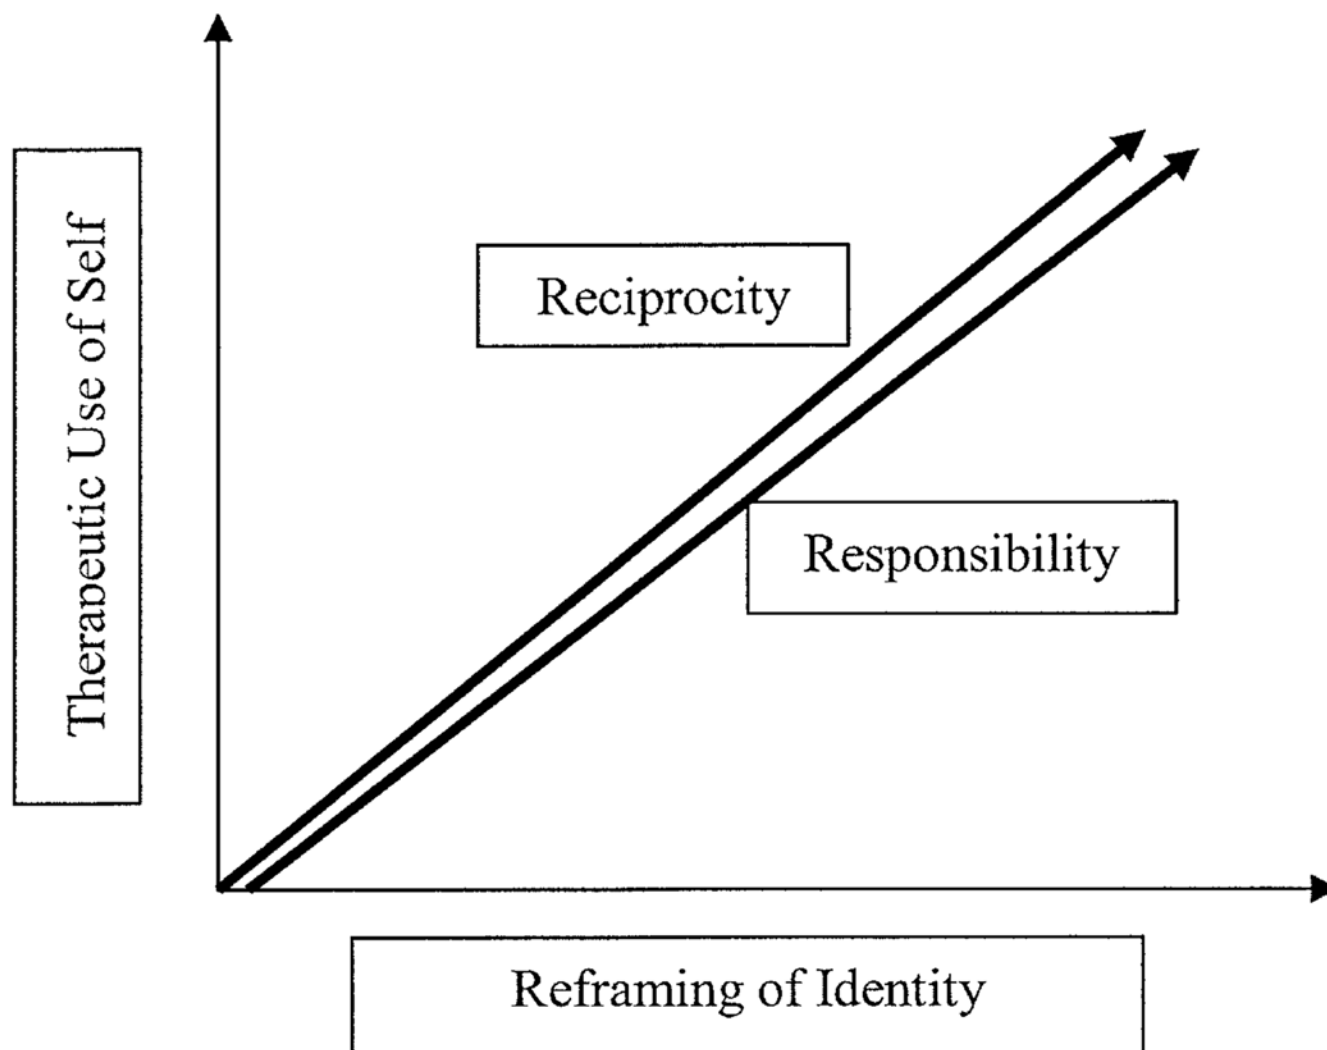 Therapeutic Use of Self
Reciprocity
Responsibility
Reframing of Identity